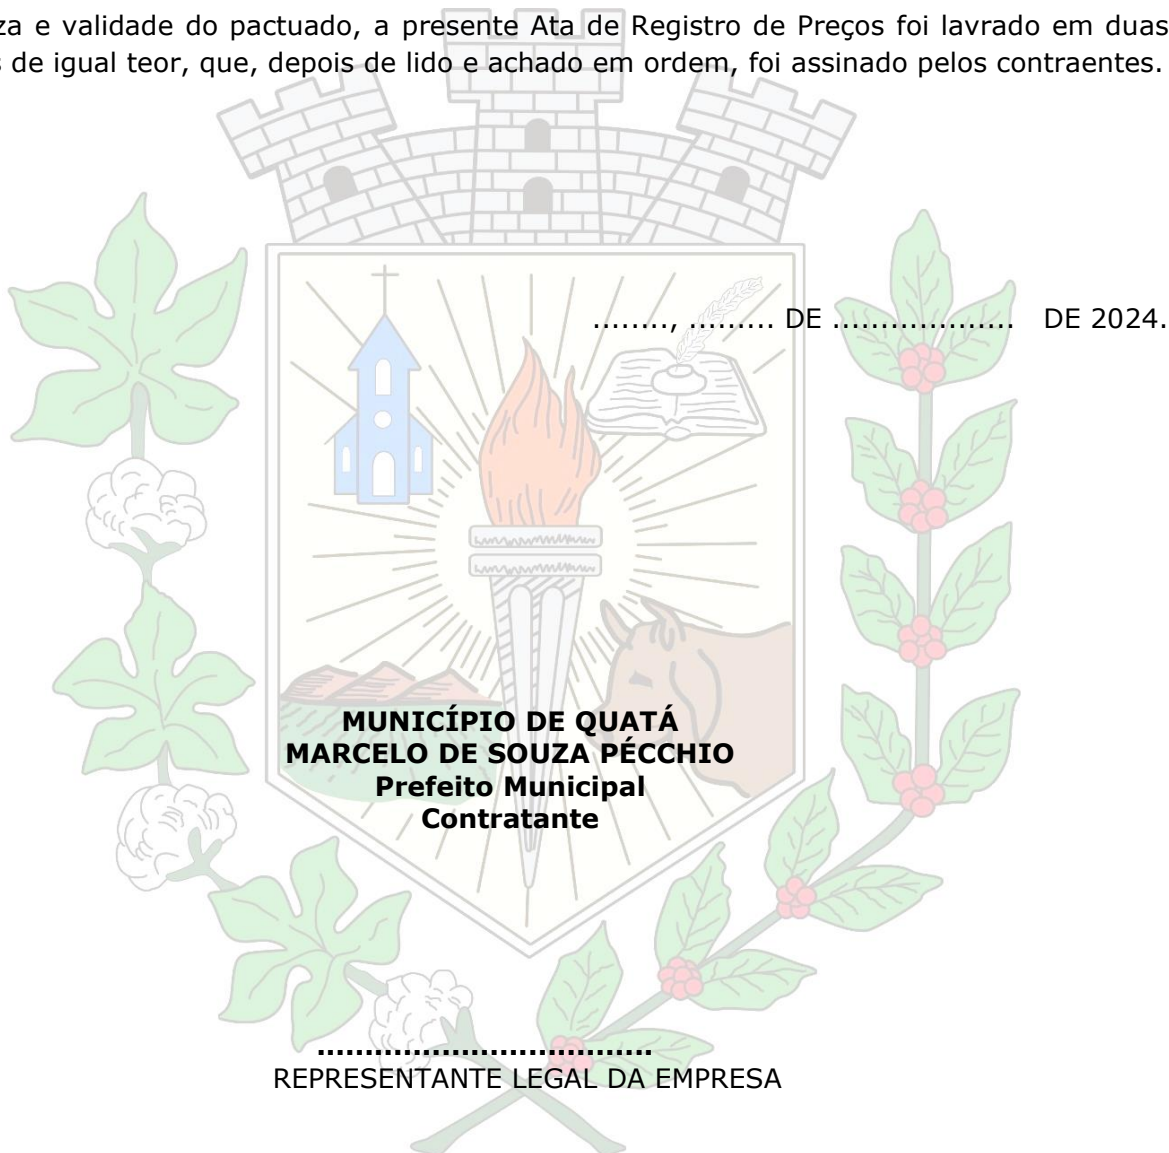 e validade do pactuado, a presente Ata de Registro de Preços foi lavrado em duas
de igual teor, que, depois de lido e achado em ordem, foi assinado pelos contraentes.
........, ......... DE ................... DE 2024.
MUNICÍPIO DE QUATÁ
MARCELO DE SOUZA PÉCCHIO
Prefeito Municipal
Contratante
...................................
REPRESENTANTE LEGAL DA EMPRESA